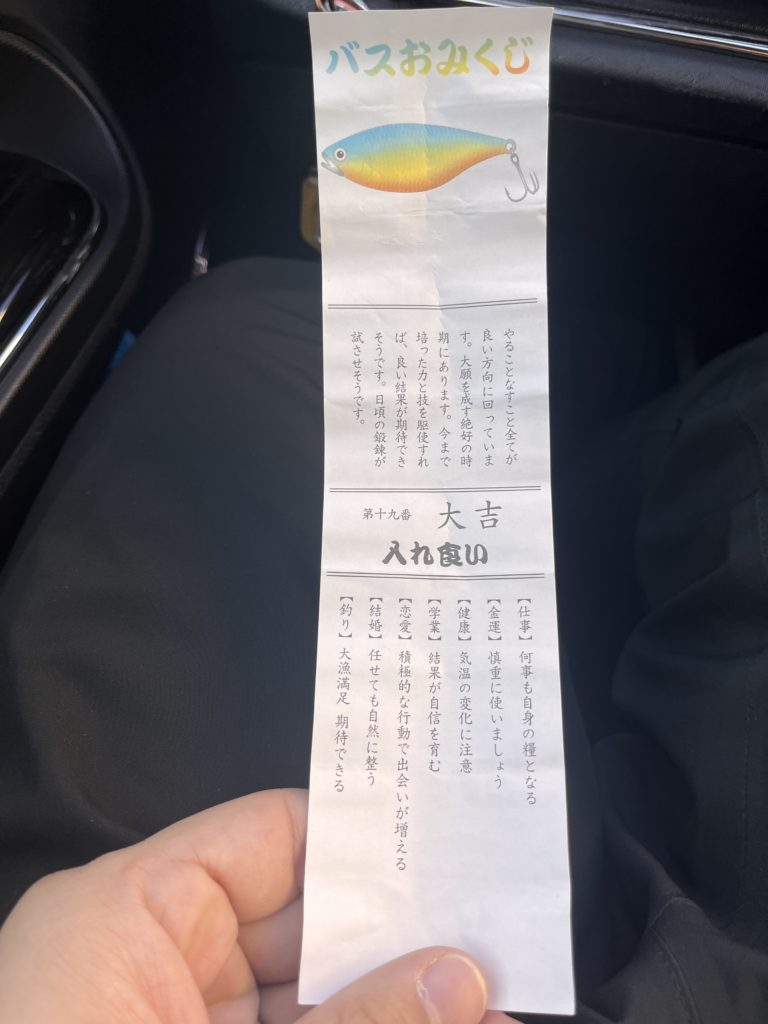 バスおみくじ
やることなすこと全てが
良い方向に回っていま
す。大願を成す絶好の時
期にあります。今まで
培った力と技を駆使すれ
ば、良い結果が期待でき
そうです。日頃の鍛錬が
試させそうです。
第十九番 大吉
入れ食い
【仕事】何事も自身の糧となる
【金運】慎重に使いましょう
【健康】気温の変化に注意
【学業】結果が自信を育む
【恋愛】積極的な行動で出会いが増える
【結婚】任せても自然に整う
【釣り】大漁満足 期待できる